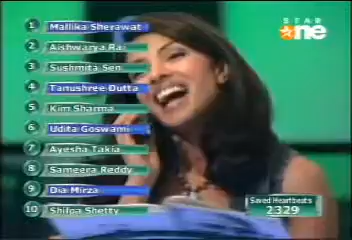 STAR
one
1 Mallika Sherawat
2 Aishwarya Rai
3 Sushmita Sen
4 Tanushree Dutta
5 Kim Sharma
6 Udita Goswami
7 Ayesha Takia
8 Sameera Reddy
9 Dia Mirza
10 Shilpa Shetty
Saved Heartbeats
2329